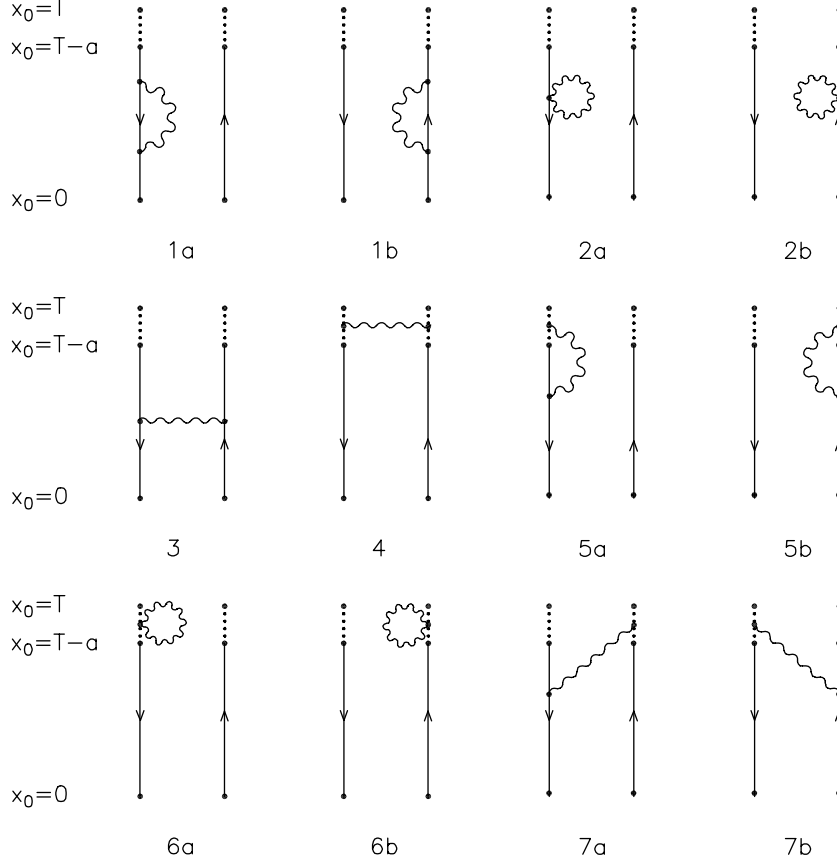 x₀=T
x₀=T−a
x₀=0
1a 1b 2a 2b
x₀=T
x₀=T−a
x₀=0
3 4 5a 5b
x₀=T
x₀=T−a
x₀=0
6a 6b 7a 7b